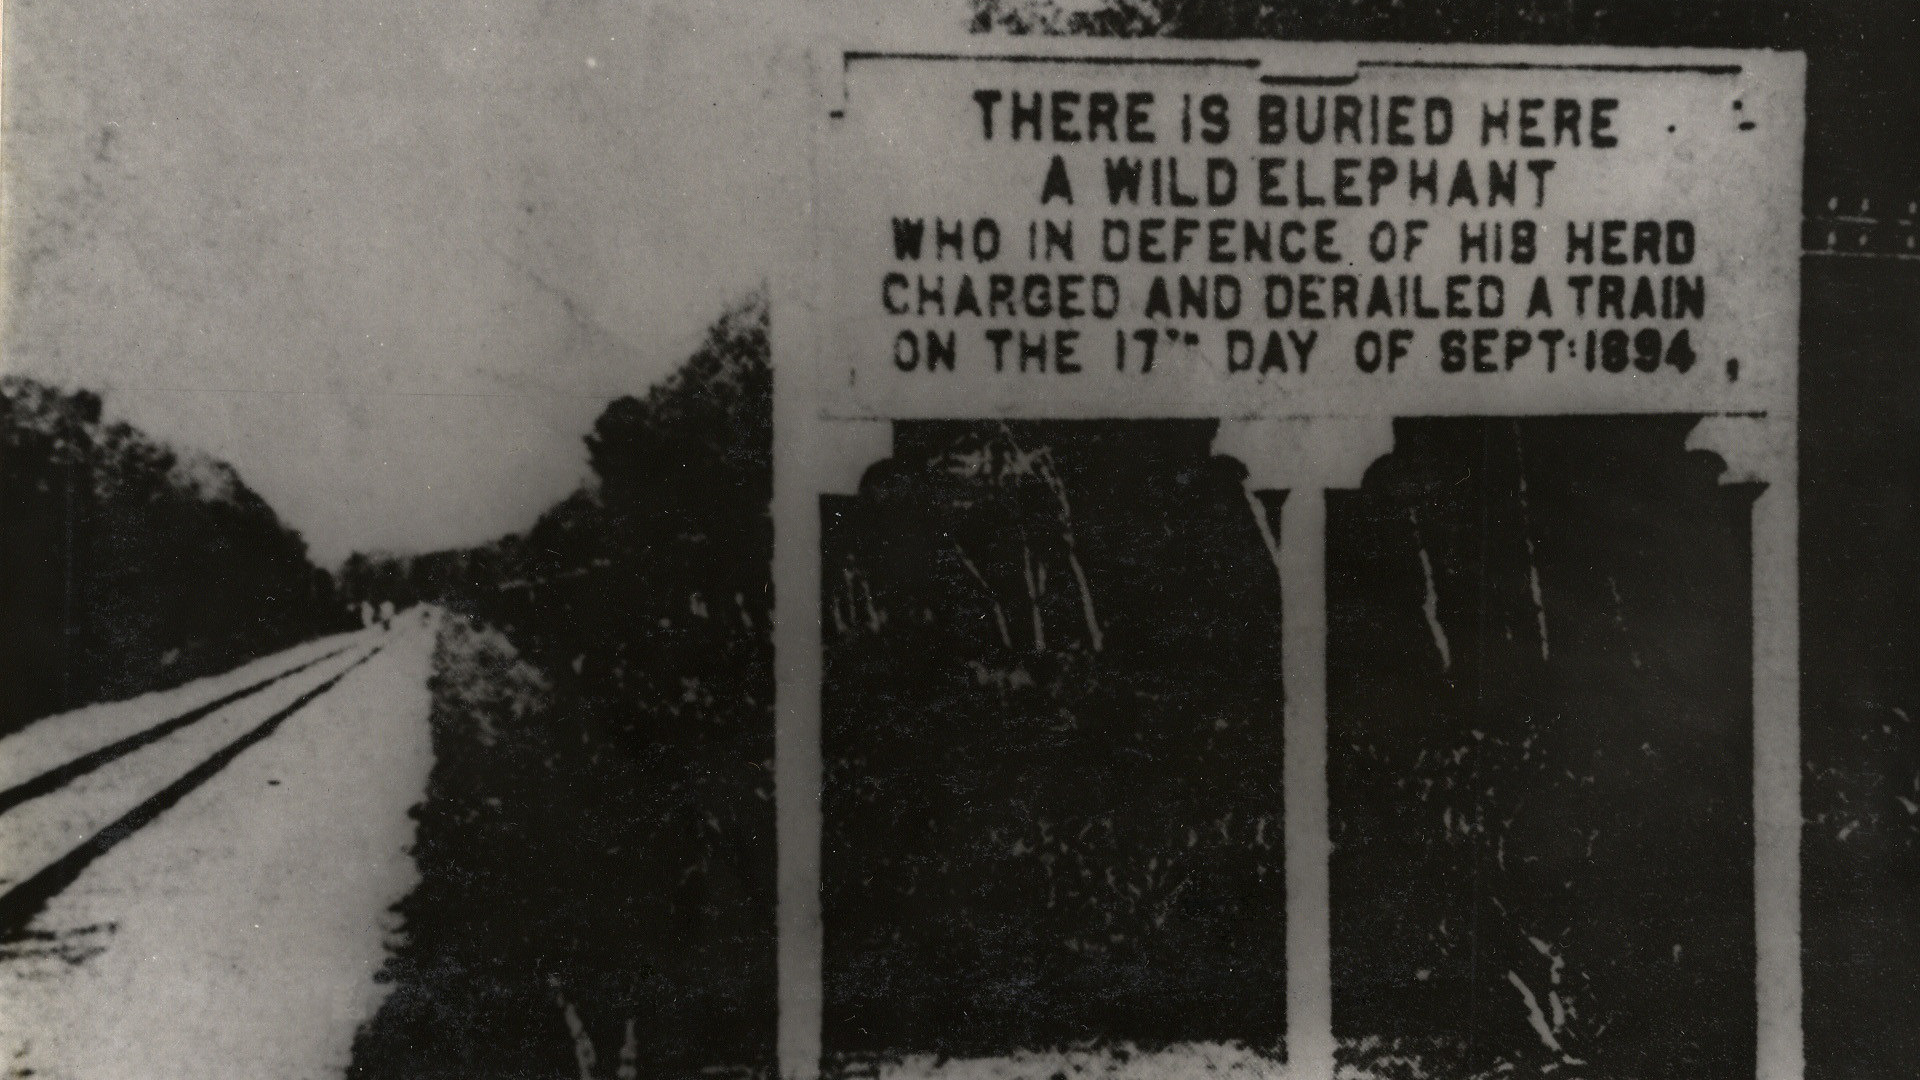 THERE IS BURIED HERE
A WILD ELEPHANT
WHO IN DEFENCE OF HIS HERD
CHARGED AND DERAILED A TRAIN
ON THE 17TH DAY OF SEPT: 1894